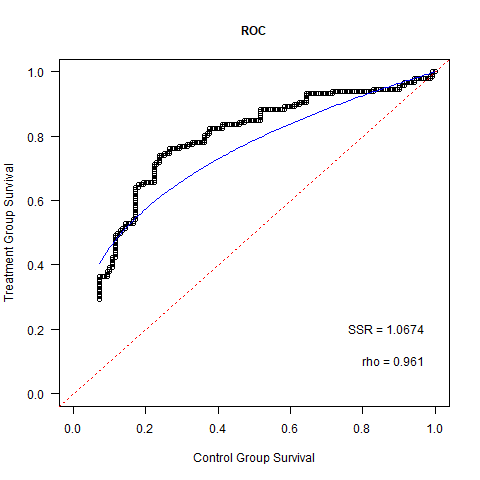 ROC
Treatment Group Survival
1.0
0.8
0.6
0.4
0.2
0.0
SSR = 1.0674
rho = 0.961
0.0 0.2 0.4 0.6 0.8 1.0
Control Group Survival